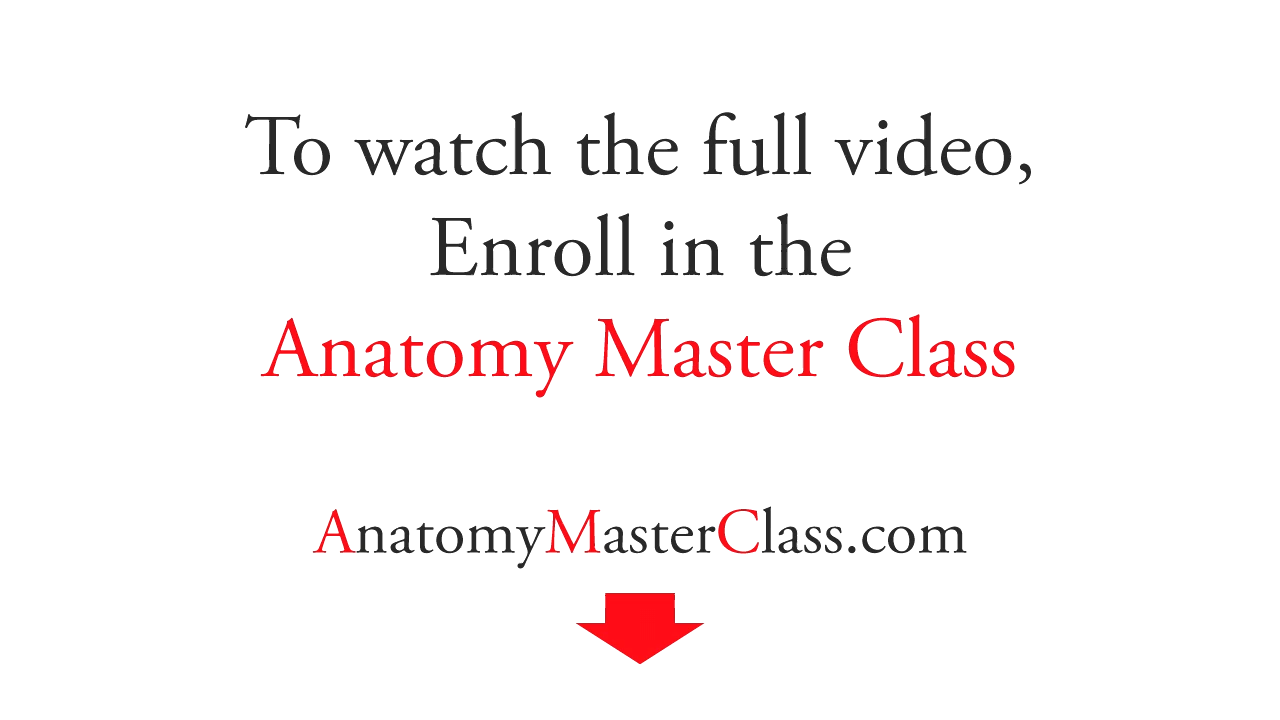 To watch the full video,
Enroll in the
Anatomy Master Class
AnatomyMasterClass.com